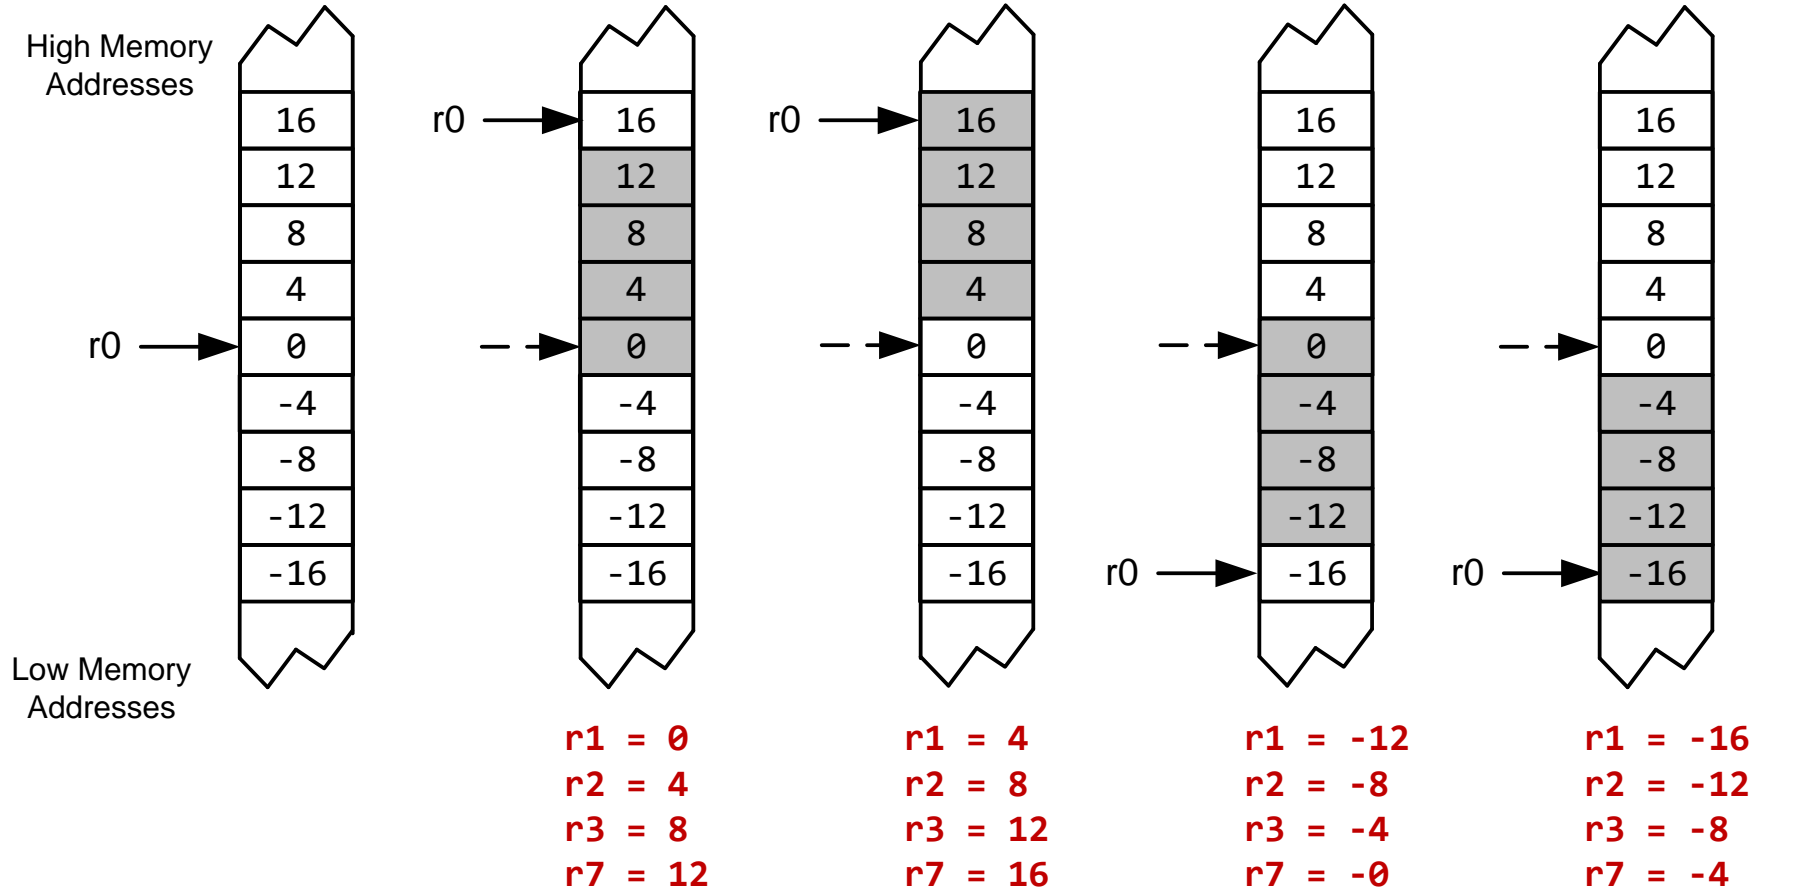 High Memory
Addresses
16
12
8
4
r0
0
-4
-8
-12
-16
Low Memory
Addresses
r0
16
12
8
4
0
-4
-8
-12
-16
r1 = 0
r2 = 4
r3 = 8
r7 = 12
r0
16
12
8
4
0
-4
-8
-12
-16
r1 = 4
r2 = 8
r3 = 12
r7 = 16
16
12
8
4
0
-4
-8
-12
r0
-16
r1 = -12
r2 = -8
r3 = -4
r7 = -0
16
12
8
4
0
-4
-8
-12
r0
-16
r1 = -16
r2 = -12
r3 = -8
r7 = -4